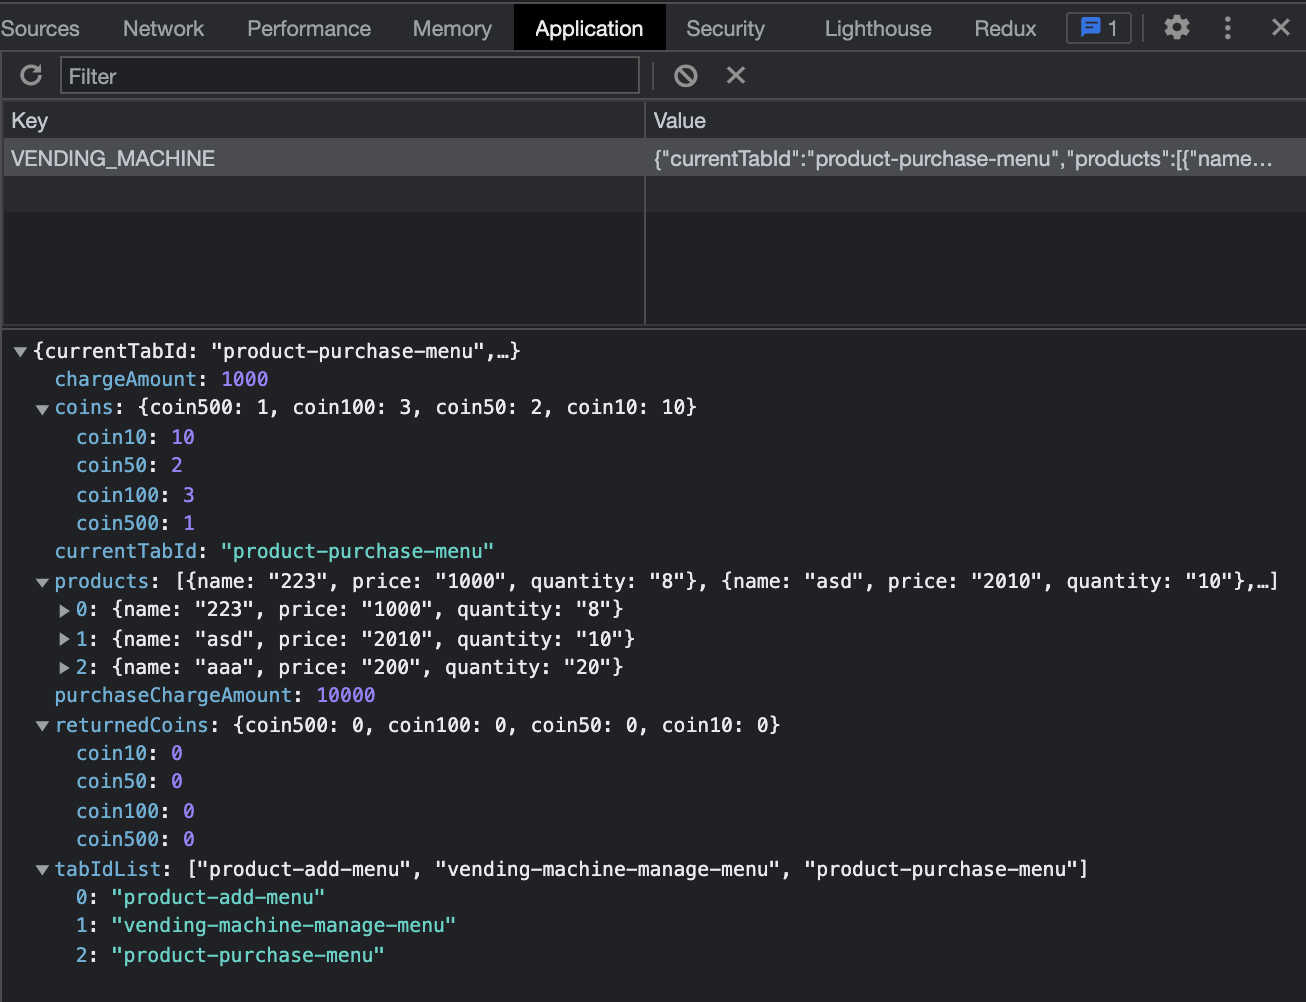 Sources Network Performance Memory Application Security Lighthouse Redux 1
Filter
Key Value
VENDING_MACHINE {"currentTabId":"product-purchase-menu","products":[{"name…
{currentTabId: "product-purchase-menu",…}
chargeAmount: 1000
coins: {coin500: 1, coin100: 3, coin50: 2, coin10: 10}
coin10: 10
coin50: 2
coin100: 3
coin500: 1
currentTabId: "product-purchase-menu"
products: [{name: "223", price: "1000", quantity: "8"}, {name: "asd", price: "2010", quantity: "10"},…]
0: {name: "223", price: "1000", quantity: "8"}
1: {name: "asd", price: "2010", quantity: "10"}
2: {name: "aaa", price: "200", quantity: "20"}
purchaseChargeAmount: 10000
returnedCoins: {coin500: 0, coin100: 0, coin50: 0, coin10: 0}
coin10: 0
coin50: 0
coin100: 0
coin500: 0
tabIdList: ["product-add-menu", "vending-machine-manage-menu", "product-purchase-menu"]
0: "product-add-menu"
1: "vending-machine-manage-menu"
2: "product-purchase-menu"